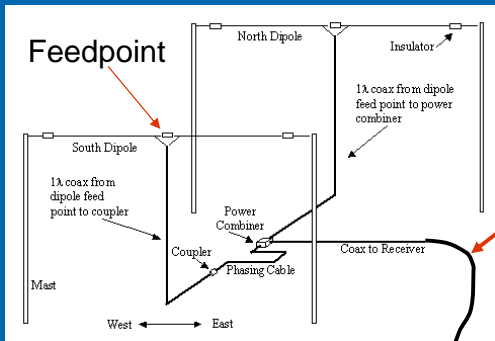 North Dipole
Insulator
Feedpoint
1λ coax from dipole
feed point to power
combiner
South Dipole
1λ coax from
dipole feed
point to coupler
Power
Combiner
Coupler
Coax to Receiver
Phasing Cable
Mast
West
East